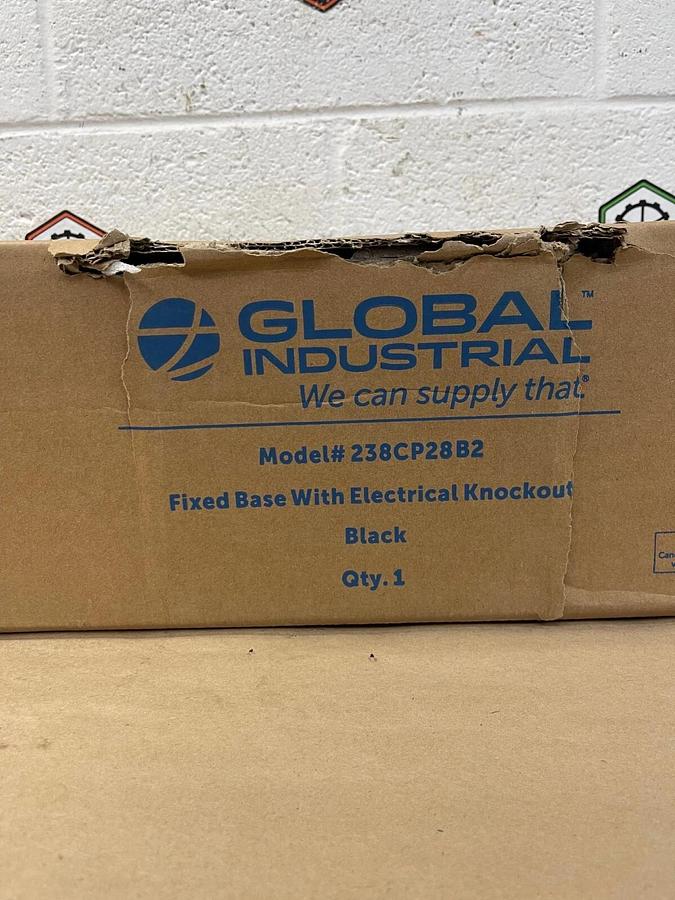 GLOBAL™
INDUSTRIAL
We can supply that.®
Model# 238CP28B2
Fixed Base With Electrical Knockout
Black
Qty. 1